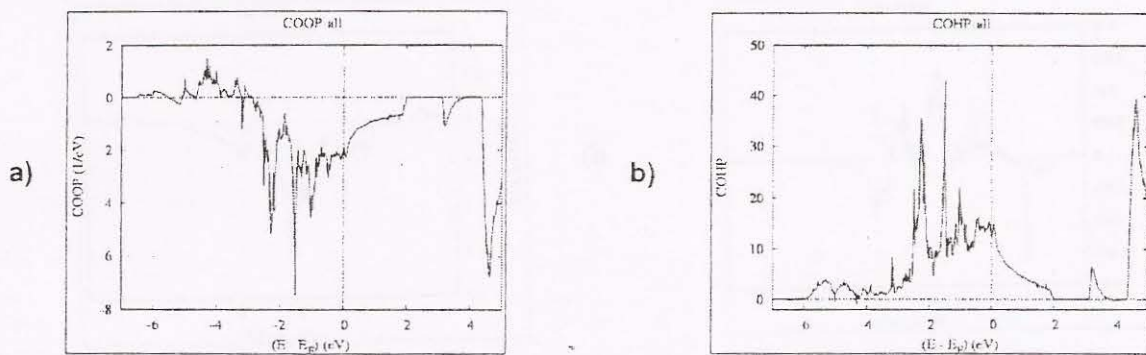 COOP all
2
0
2
4
6
-8
COOP (1/eV)
-6 -4 -2 0 2 4
(E E_F) (eV)
a)
COHP all
50
40
30
20
10
0
COHP
6 4 2 0 2 4
(E - E_F) (eV)
b)